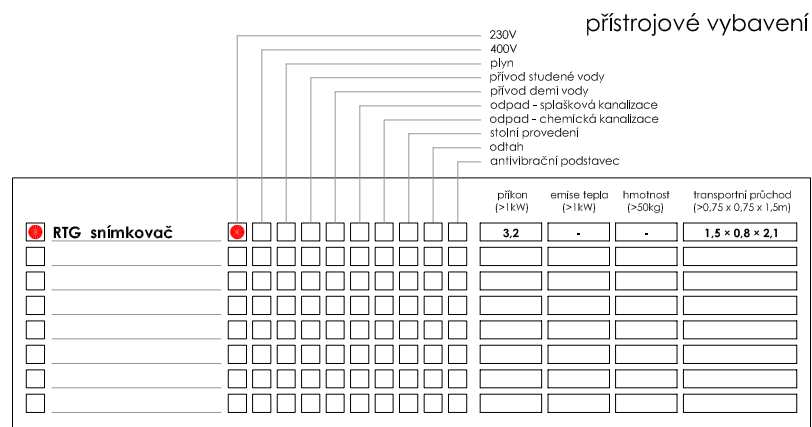 přístrojové vybavení
230V
400V
plyn
přívod studené vody
přívod demi vody
odpad - splašková kanalizace
odpad - chemická kanalizace
stolní provedení
odtah
antivibrační podstavec
příkon emise tepla hmotnost transportní průchod
(>1kW) (>1kW) (>50kg) (>0,75 x 0,75 x 1,5m)
RTG snímkovač 3,2 - - 1,5 × 0,8 × 2,1